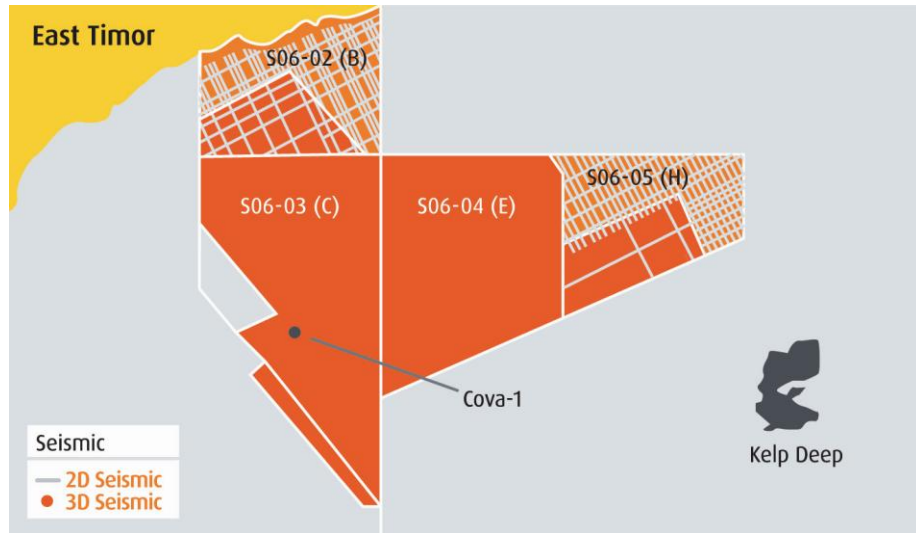 East Timor
S06-02 (B)
S06-05 (H)
S06-03 (C)
S06-04 (E)
Cova-1
Kelp Deep
Seismic
2D Seismic
3D Seismic